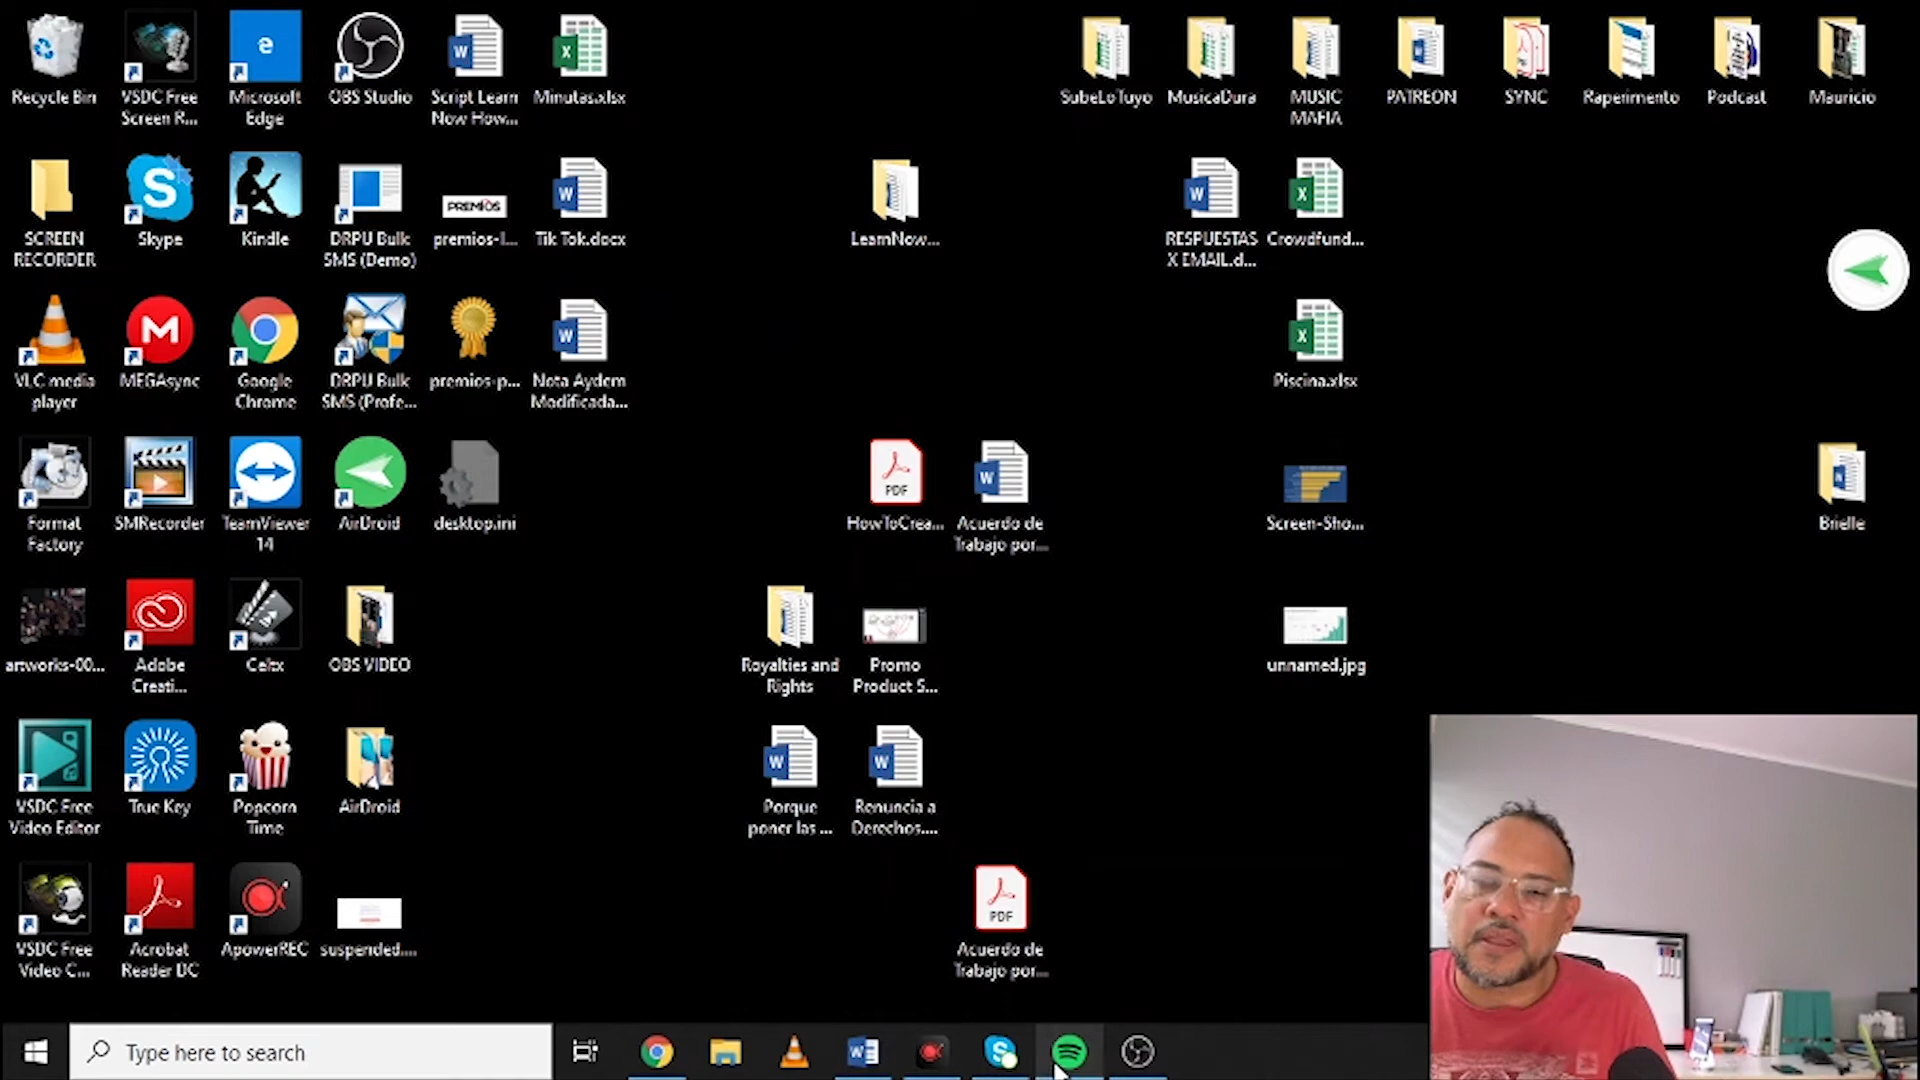 Recycle Bin
VSDC Free
Screen R...
Microsoft
Edge
OBS Studio
Script Learn
Now How...
Minutas.xlsx
SubeLoTuyo
MusicaDura
MUSIC
MAFIA
PATREON
SYNC
Raperimento
Podcast
Mauricio
SCREEN
RECORDER
Skype
Kindle
DRPU Bulk
SMS (Demo)
PREMIOS
premios-l...
Tik Tok.docx
LearnNow...
RESPUESTAS
X EMAIL.d...
Crowdfund...
VLC media
player
MEGAsync
Google
Chrome
DRPU Bulk
SMS (Profe...
premios-p...
Nota Aydem
Modificada...
Piscina.xlsx
Format
Factory
SMRecorder
TeamViewer
14
AirDroid
desktop.ini
PDF
HowToCrea...
Acuerdo de
Trabajo por...
Screen-Sho...
Brielle
artworks-00...
Adobe
Creati...
Celtx
OBS VIDEO
Royalties and
Rights
Promo
Product S...
unnamed.jpg
VSDC Free
Video Editor
True Key
Popcorn
Time
AirDroid
Porque
poner las ...
Renuncia a
Derechos....
VSDC Free
Video C...
Acrobat
Reader DC
ApowerREC
suspended....
PDF
Acuerdo de
Trabajo por...
Type here to search